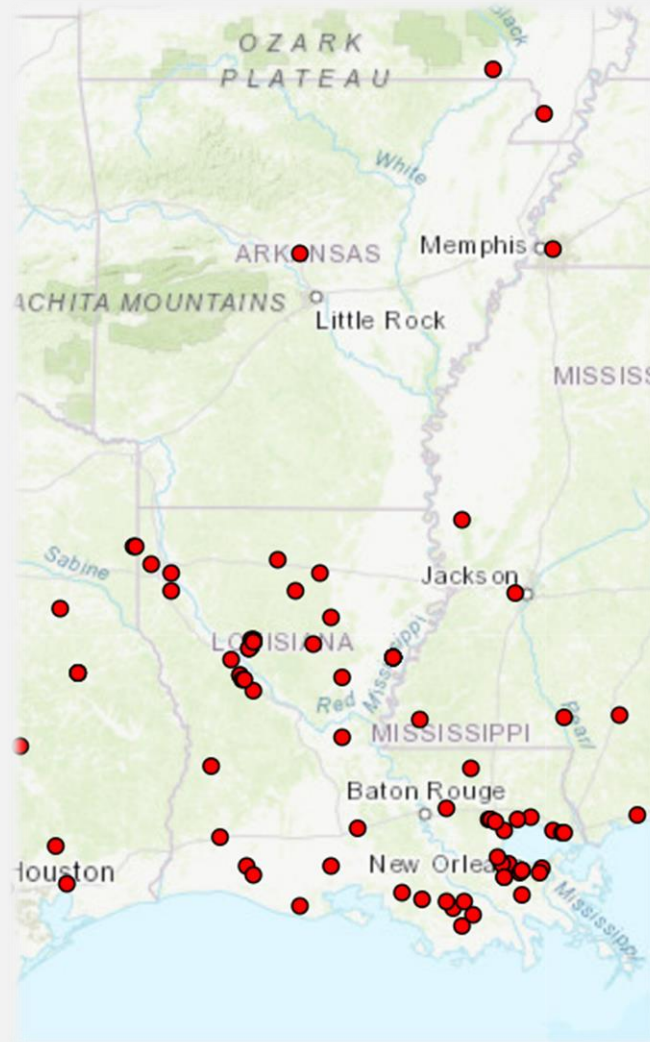 Black
OZARK
PLATEAU
White
Memphis
ARKANSAS
ACHITA MOUNTAINS
Little Rock
MISSISS
Sabine
Jackson
LOUISIANA
Mississippi
Red
Pearl
MISSISSIPPI
Baton Rouge
New Orlea
Houston
Mississippi